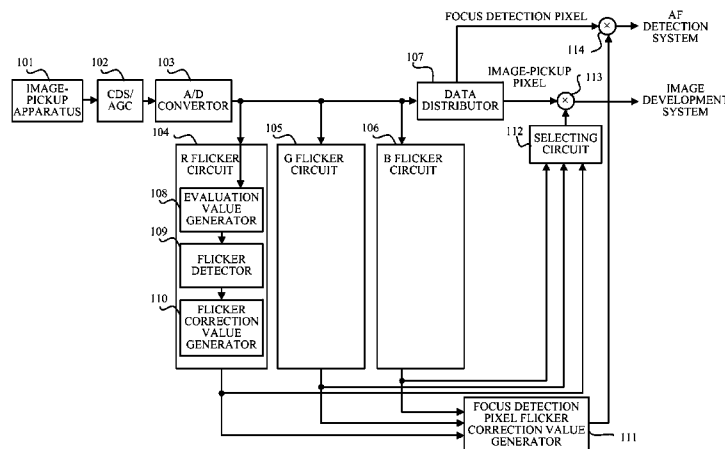 FOCUS DETECTION PIXEL
114
AF
DETECTION
SYSTEM
101
IMAGE-
PICKUP
APPARATUS
102
CDS/
AGC
103
A/D
CONVERTOR
107
DATA
DISTRIBUTOR
IMAGE-PICKUP
PIXEL
113
IMAGE
DEVELOPMENT
SYSTEM
112
SELECTING
CIRCUIT
104
R FLICKER
CIRCUIT
105
G FLICKER
CIRCUIT
106
B FLICKER
CIRCUIT
108
EVALUATION
VALUE
GENERATOR
109
FLICKER
DETECTOR
110
FLICKER
CORRECTION
VALUE
GENERATOR
FOCUS DETECTION
PIXEL FLICKER
CORRECTION VALUE
GENERATOR
111